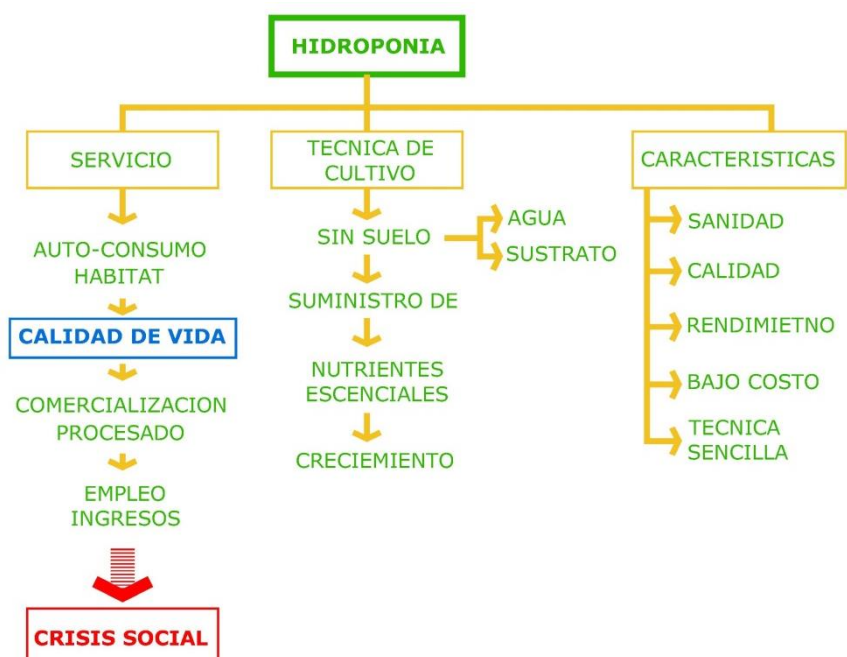 HIDROPONIA
SERVICIO
AUTO-CONSUMO
HABITAT
CALIDAD DE VIDA
COMERCIALIZACION
PROCESADO
EMPLEO
INGRESOS
CRISIS SOCIAL
TECNICA DE
CULTIVO
SIN SUELO
AGUA
SUSTRATO
SUMINISTRO DE
NUTRIENTES
ESCENCIALES
CRECIEMIENTO
CARACTERISTICAS
SANIDAD
CALIDAD
RENDIMIETNO
BAJO COSTO
TECNICA
SENCILLA